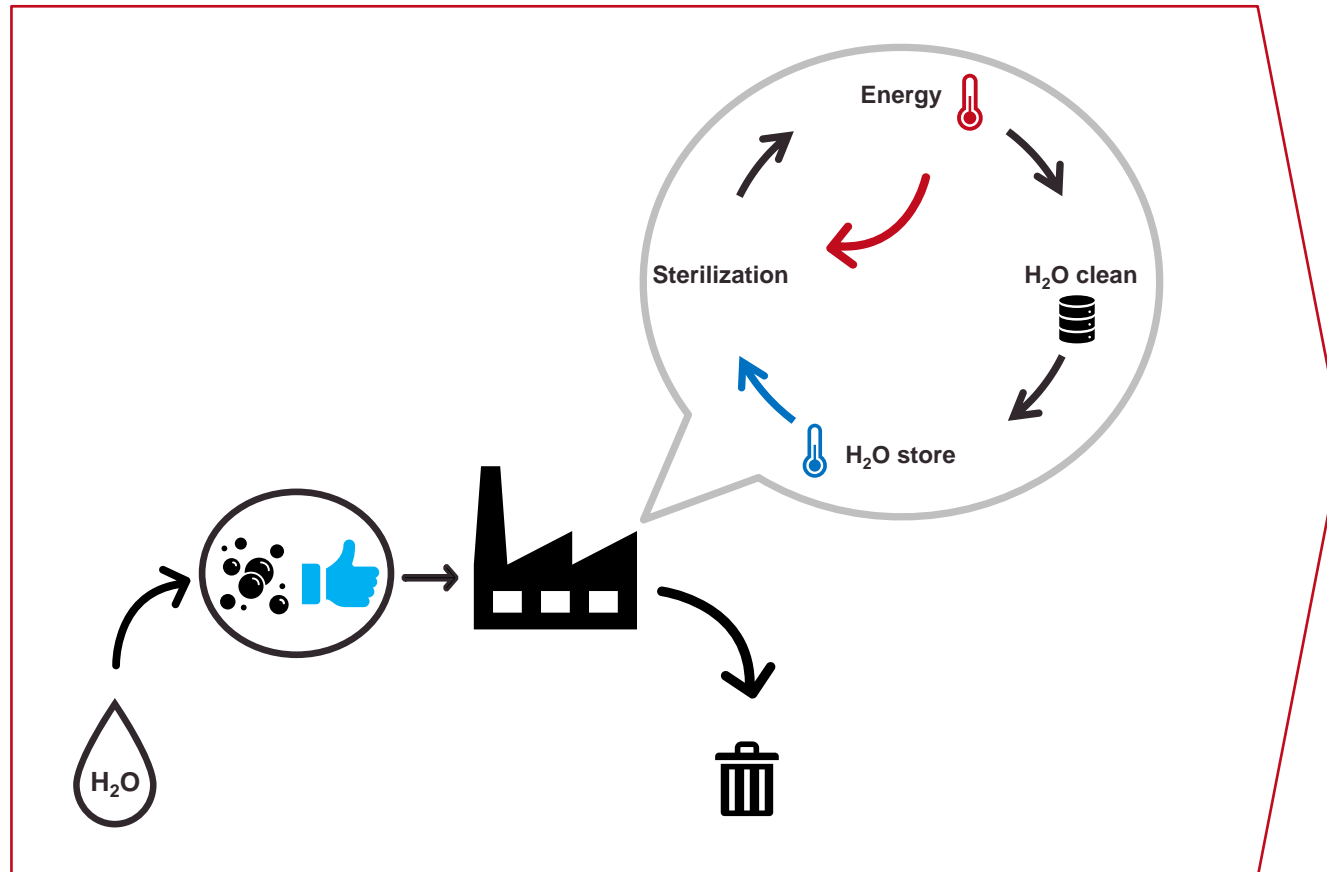 Energy
Sterilization
H₂O clean
H₂O store
H₂O